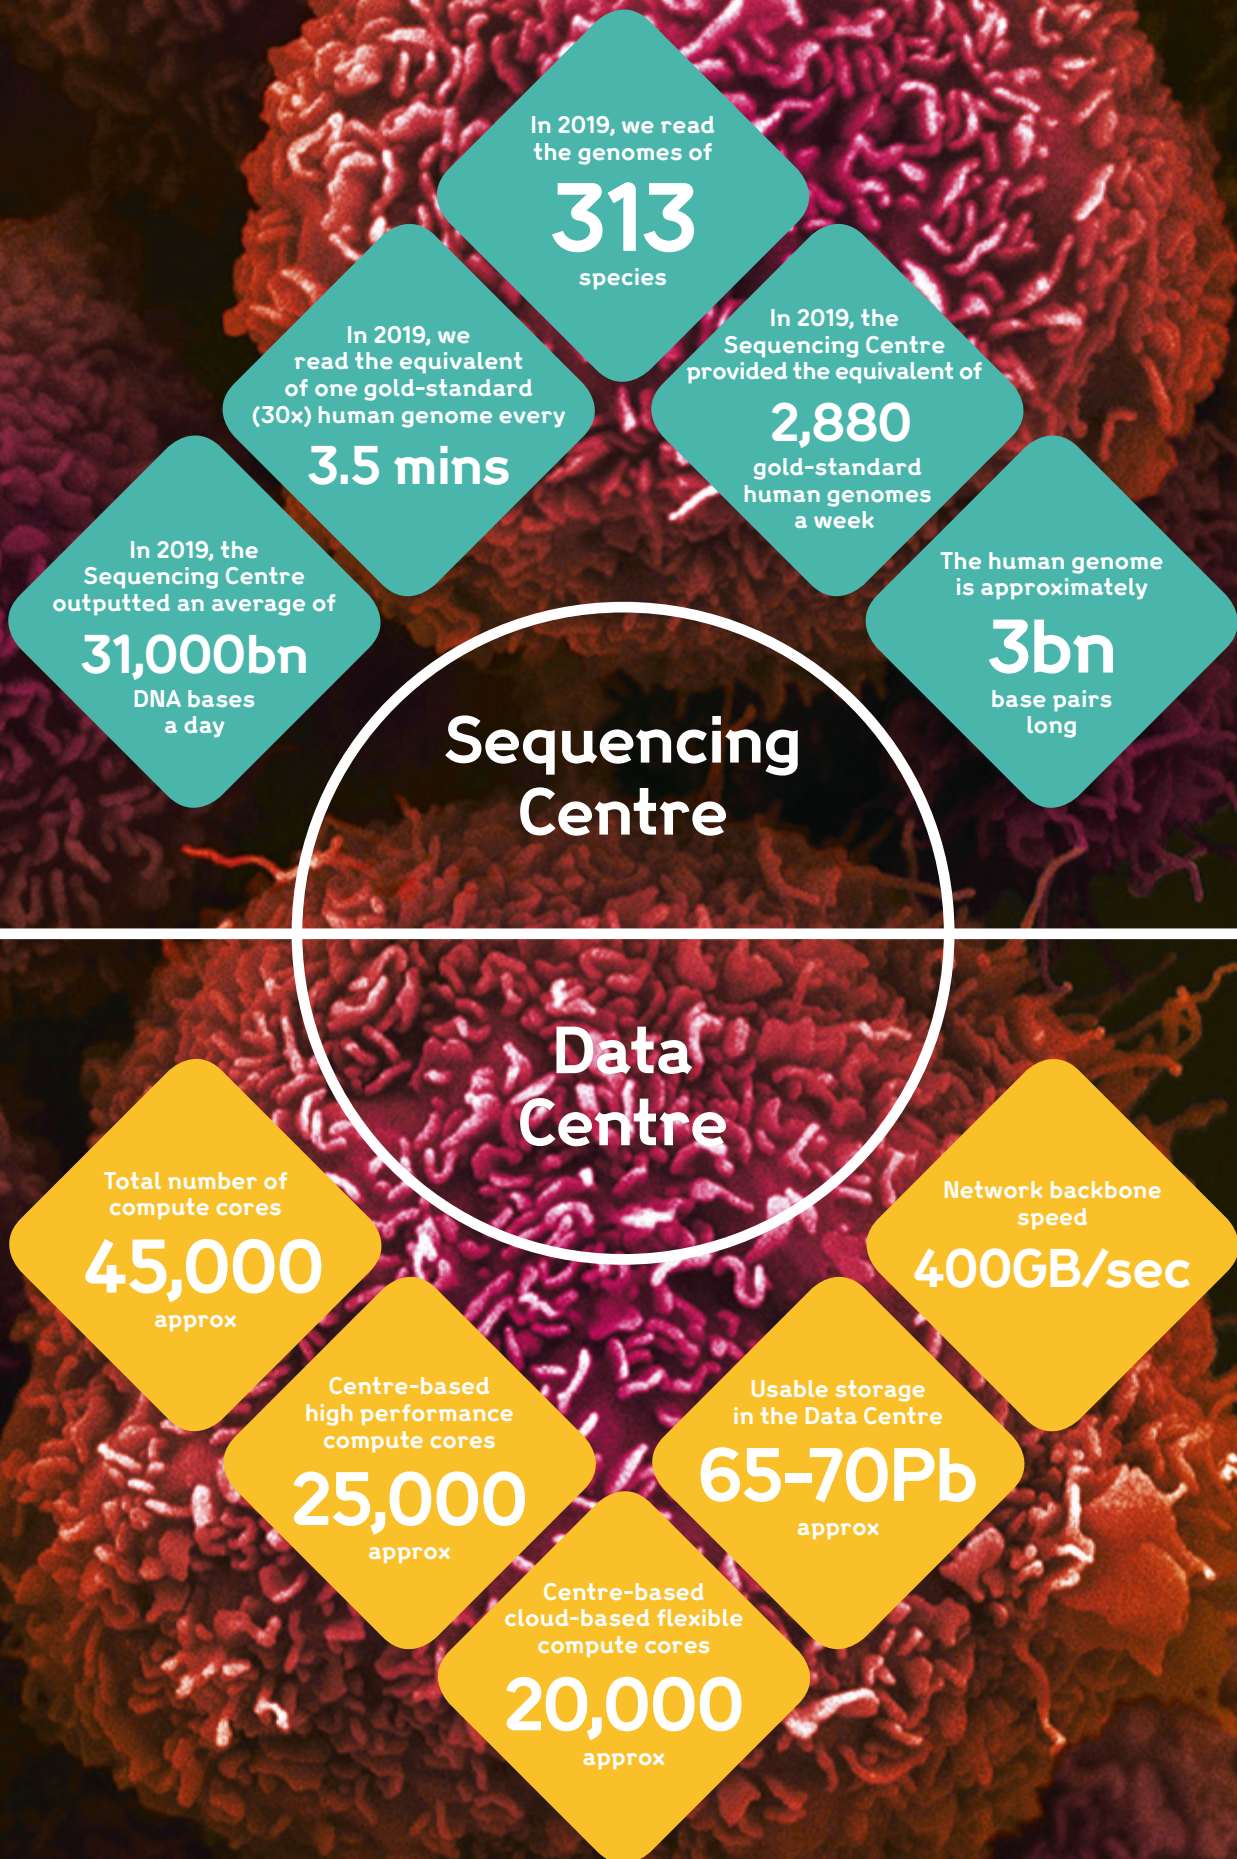 In 2019, we read
the genomes of
313
species
In 2019, we
read the equivalent
of one gold-standard
(30x) human genome every
3.5 mins
In 2019, the
Sequencing Centre
provided the equivalent of
2,880
gold-standard
human genomes
a week
In 2019, the
Sequencing Centre
outputted an average of
31,000bn
DNA bases
a day
The human genome
is approximately
3bn
base pairs
long
Sequencing
Centre
Data
Centre
Total number of
compute cores
45,000
approx
Network backbone
speed
400GB/sec
Centre-based
high performance
compute cores
25,000
approx
Usable storage
in the Data Centre
65-70Pb
approx
Centre-based
cloud-based flexible
compute cores
20,000
approx